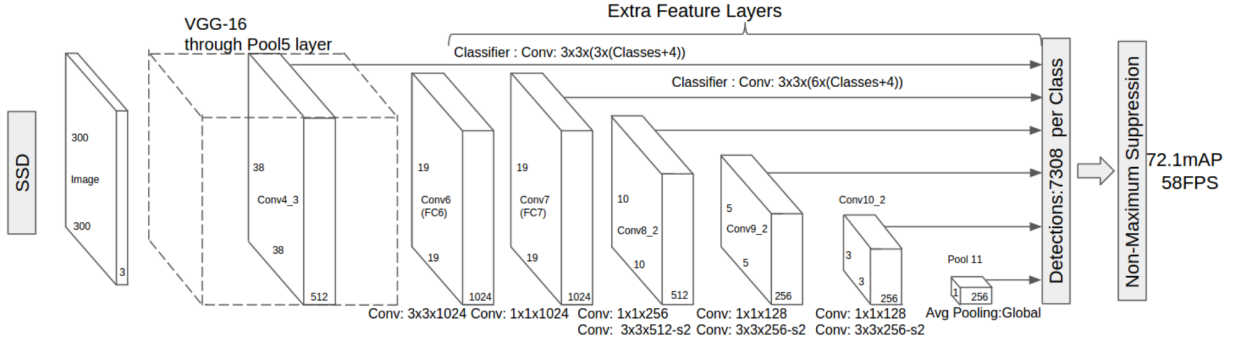 Extra Feature Layers
VGG-16
through Pool5 layer
Classifier : Conv: 3x3x(3x(Classes+4))
Classifier : Conv: 3x3x(6x(Classes+4))
SSD
300
Image
300
3
38
Conv4_3
38
512
19
Conv6
(FC6)
19
1024
19
Conv7
(FC7)
19
1024
10
Conv8_2
10
512
5
Conv9_2
5
256
Conv10_2
3
3
256
Pool 11
1
256
Conv: 3x3x1024
Conv: 1x1x1024
Conv: 1x1x256
Conv: 3x3x512-s2
Conv: 1x1x128
Conv: 3x3x256-s2
Conv: 1x1x128
Conv: 3x3x256-s2
Avg Pooling:Global
Detections:7308 per Class
Non-Maximum Suppression
72.1mAP
58FPS